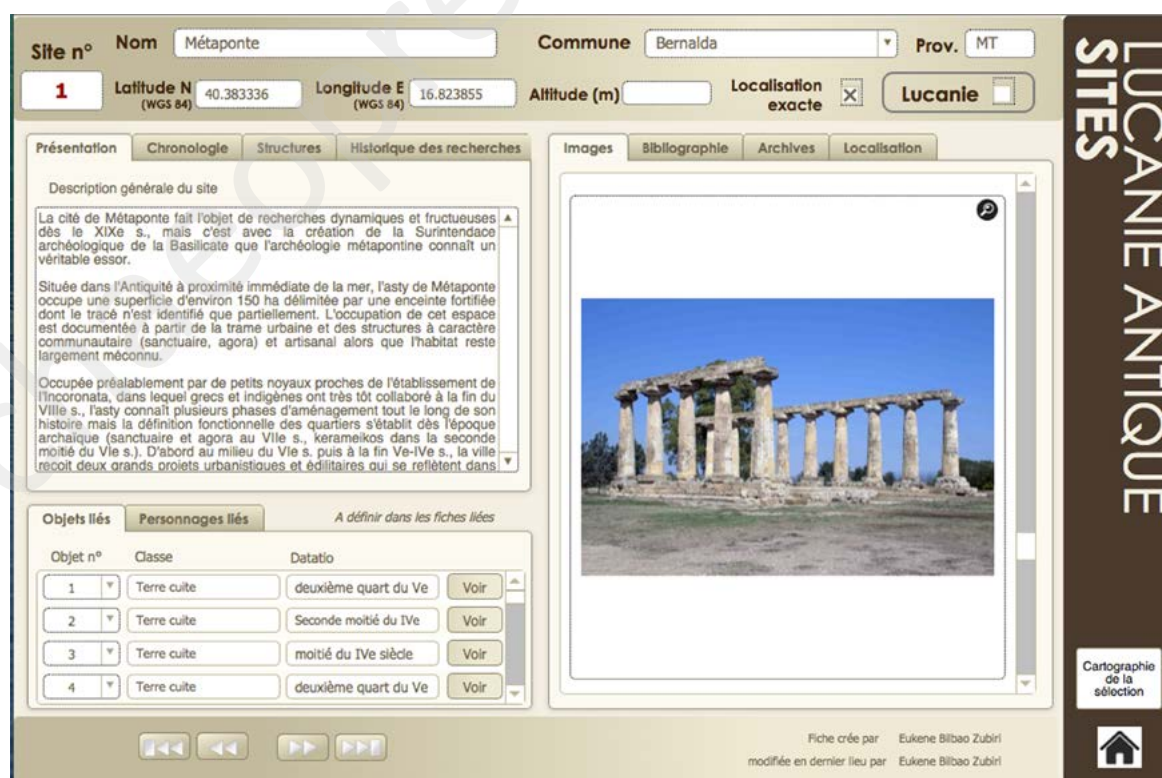 Site n°
1
Nom Métaponte
Commune Bernalda
Prov. MT
Latitude N (WGS 84) 40.383336
Longitude E (WGS 84) 16.823855
Altitude (m)
Localisation exacte
Lucanie
Présentation Chronologie Structures Historique des recherches
Description générale du site
La cité de Métaponte fait l'objet de recherches dynamiques et fructueuses
dès le XIXe s., mais c'est avec la création de la Surintendace
archéologique de la Basilicate que l'archéologie métapontine connaît un
véritable essor.
Située dans l'Antiquité à proximité immédiate de la mer, l'asty de Métaponte
occupe une superficie d'environ 150 ha délimitée par une enceinte fortifiée
dont le tracé n'est identifié que partiellement. L'occupation de cet espace
est documentée à partir de la trame urbaine et des structures à caractère
communautaire (sanctuaire, agora) et artisanal alors que l'habitat reste
largement méconnu.
Occupée préalablement par de petits noyaux proches de l'établissement de
l'Incoronata, dans lequel grecs et indigènes ont très tôt collaboré à la fin du
VIIIe s., l'asty connaît plusieurs phases d'aménagement tout le long de son
histoire mais la définition fonctionnelle des quartiers s'établit dès l'époque
archaïque (sanctuaire et agora au VIIe s., kerameikos dans la seconde
moitié du VIe s.). D'abord au milieu du VIe s. puis à la fin Ve-IVe s., la ville
reçoit deux grands projets urbanistiques et édilitaires qui se reflètent dans
Objets liés Personnages liés A définir dans les fiches liées
Objet n° Classe Datatio
1 Terre cuite deuxième quart du Ve Voir
2 Terre cuite Seconde moitié du IVe Voir
3 Terre cuite moitié du IVe siècle Voir
4 Terre cuite deuxième quart du Ve Voir
Images Bibliographie Archives Localisation
Fiche crée par Eukene Bilbao Zubiri
modifiée en dernier lieu par Eukene Bilbao Zubiri
LUCANIE ANTIQUE
SITES
Cartographie
de la
sélection